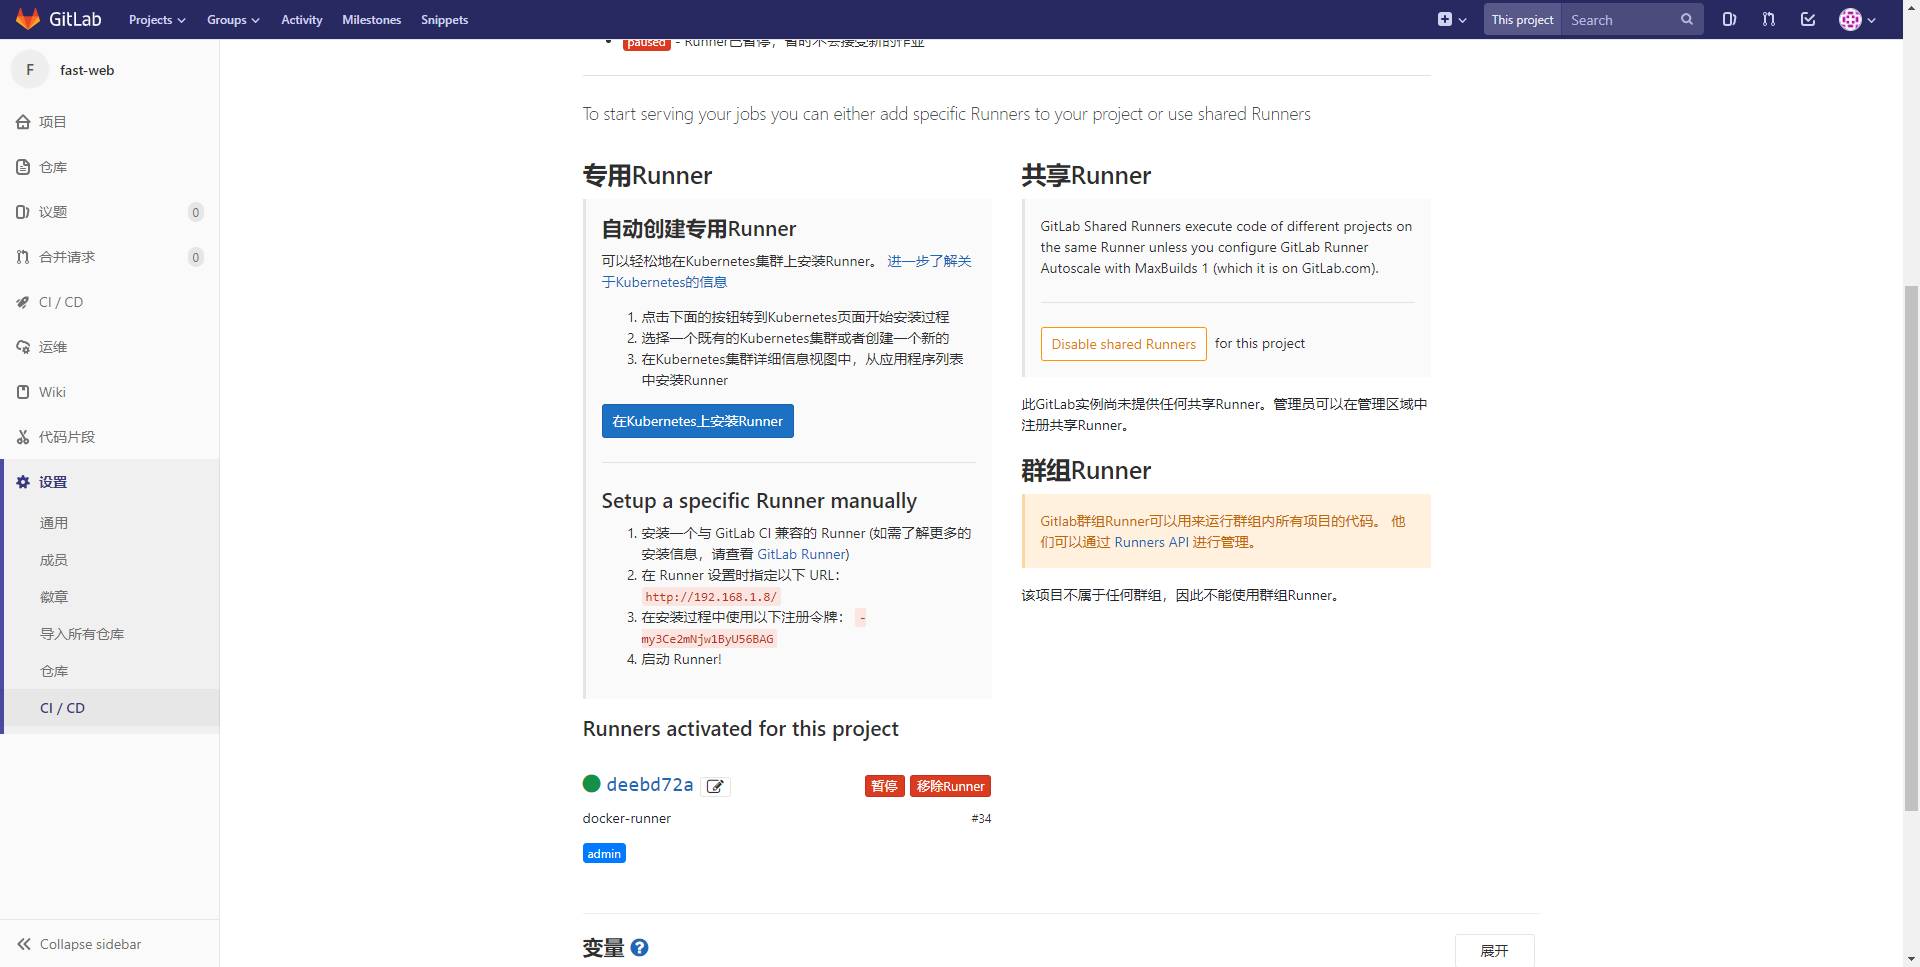 GitLab Projects Groups Activity Milestones Snippets This project Search
F fast-web
项目
仓库
议题 0
合并请求 0
CI / CD
运维
Wiki
代码片段
设置
通用
成员
徽章
导入所有仓库
仓库
CI / CD
Collapse sidebar
paused - Runner已暂停，暂时不会接受新的作业
To start serving your jobs you can either add specific Runners to your project or use shared Runners
专用Runner
自动创建专用Runner
可以轻松地在Kubernetes集群上安装Runner。 进一步了解关
于Kubernetes的信息
1. 点击下面的按钮转到Kubernetes页面开始安装过程
2. 选择一个既有的Kubernetes集群或者创建一个新的
3. 在Kubernetes集群详细信息视图中，从应用程序列表
中安装Runner
在Kubernetes上安装Runner
Setup a specific Runner manually
1. 安装一个与 GitLab CI 兼容的 Runner (如需了解更多的
安装信息，请查看 GitLab Runner)
2. 在 Runner 设置时指定以下 URL：
http://192.168.1.8/
3. 在安装过程中使用以下注册令牌： -
my3Ce2mNjw1ByU56BAG
4. 启动 Runner!
Runners activated for this project
deebd72a 暂停 移除Runner
docker-runner #34
admin
共享Runner
GitLab Shared Runners execute code of different projects on
the same Runner unless you configure GitLab Runner
Autoscale with MaxBuilds 1 (which it is on GitLab.com).
Disable shared Runners for this project
此GitLab实例尚未提供任何共享Runner。管理员可以在管理区域中
注册共享Runner。
群组Runner
Gitlab群组Runner可以用来运行群组内所有项目的代码。 他
们可以通过 Runners API 进行管理。
该项目不属于任何群组，因此不能使用群组Runner。
变量 ? 展开